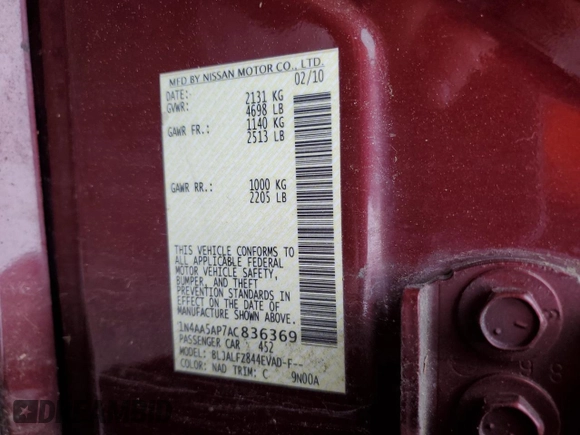 MFD BY NISSAN MOTOR CO., LTD.
DATE: 02/10
GVWR: 2131 KG
4698 LB
GAWR FR.: 1140 KG
2513 LB
GAWR RR.: 1000 KG
2205 LB
THIS VEHICLE CONFORMS TO
ALL APPLICABLE FEDERAL
MOTOR VEHICLE SAFETY,
BUMPER, AND THEFT
PREVENTION STANDARDS IN
EFFECT ON THE DATE OF
MANUFACTURE SHOWN ABOVE.
1N4AA5AP7AC836369
PASSENGER CAR 452
MODEL: BLJALFZ844EVAD-F--
COLOR: NAD TRIM: C 9N00A
98